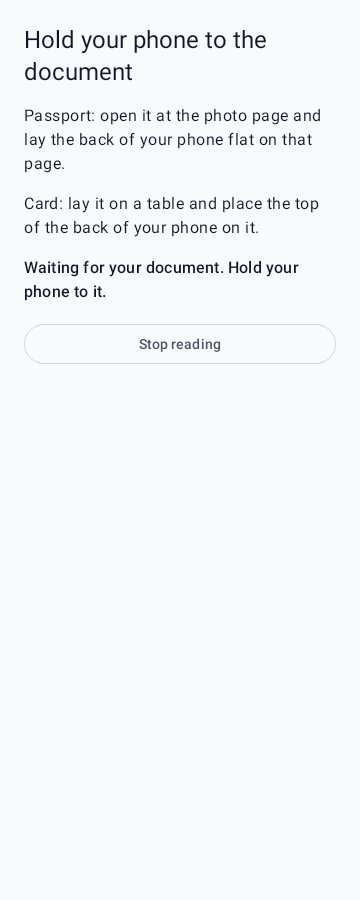 Hold your phone to the
document
Passport: open it at the photo page and
lay the back of your phone flat on that
page.
Card: lay it on a table and place the top
of the back of your phone on it.
Waiting for your document. Hold your
phone to it.
Stop reading